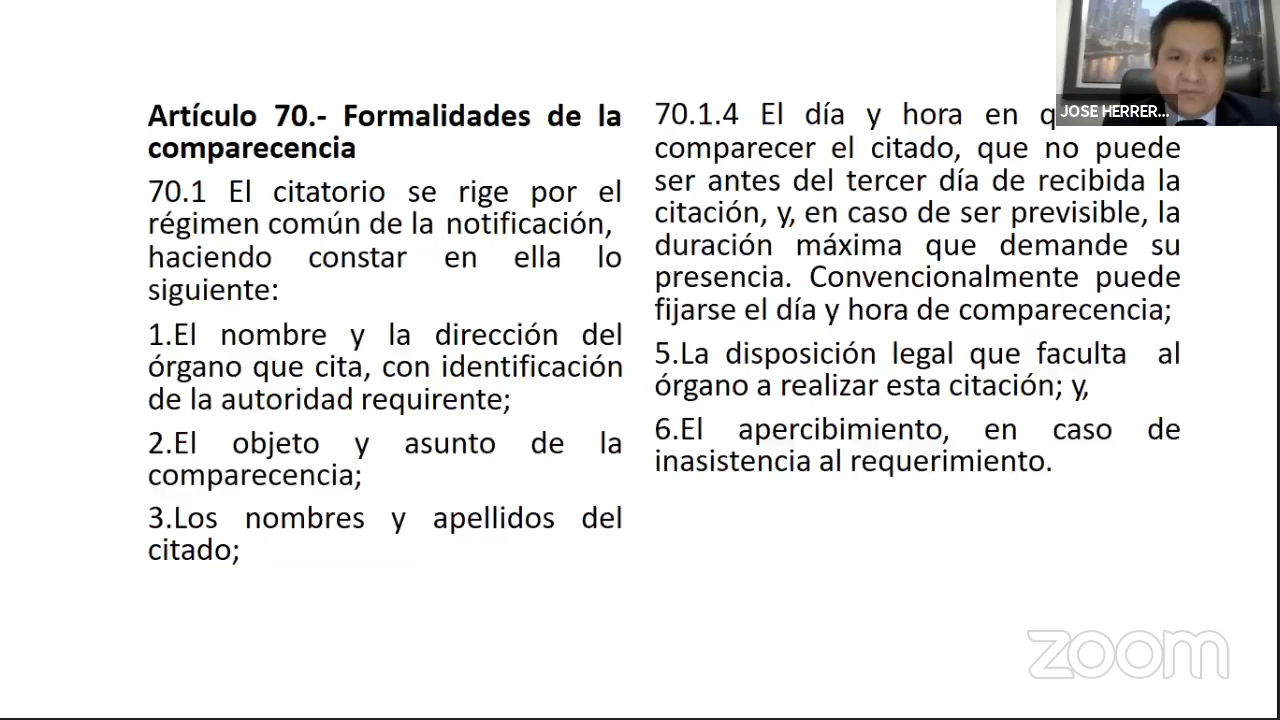 Artículo 70.- Formalidades de la
comparecencia
70.1 El citatorio se rige por el
régimen común de la notificación,
haciendo constar en ella lo
siguiente:
1.El nombre y la dirección del
órgano que cita, con identificación
de la autoridad requirente;
2.El objeto y asunto de la
comparecencia;
3.Los nombres y apellidos del
citado;
70.1.4 El día y hora en
comparecer el citado, que no puede
ser antes del tercer día de recibida la
citación, y, en caso de ser previsible, la
duración máxima que demande su
presencia. Convencionalmente puede
fijarse el día y hora de comparecencia;
5.La disposición legal que faculta al
órgano a realizar esta citación; y,
6.El apercibimiento, en caso de
inasistencia al requerimiento.
JOSE HERRER...
zoom